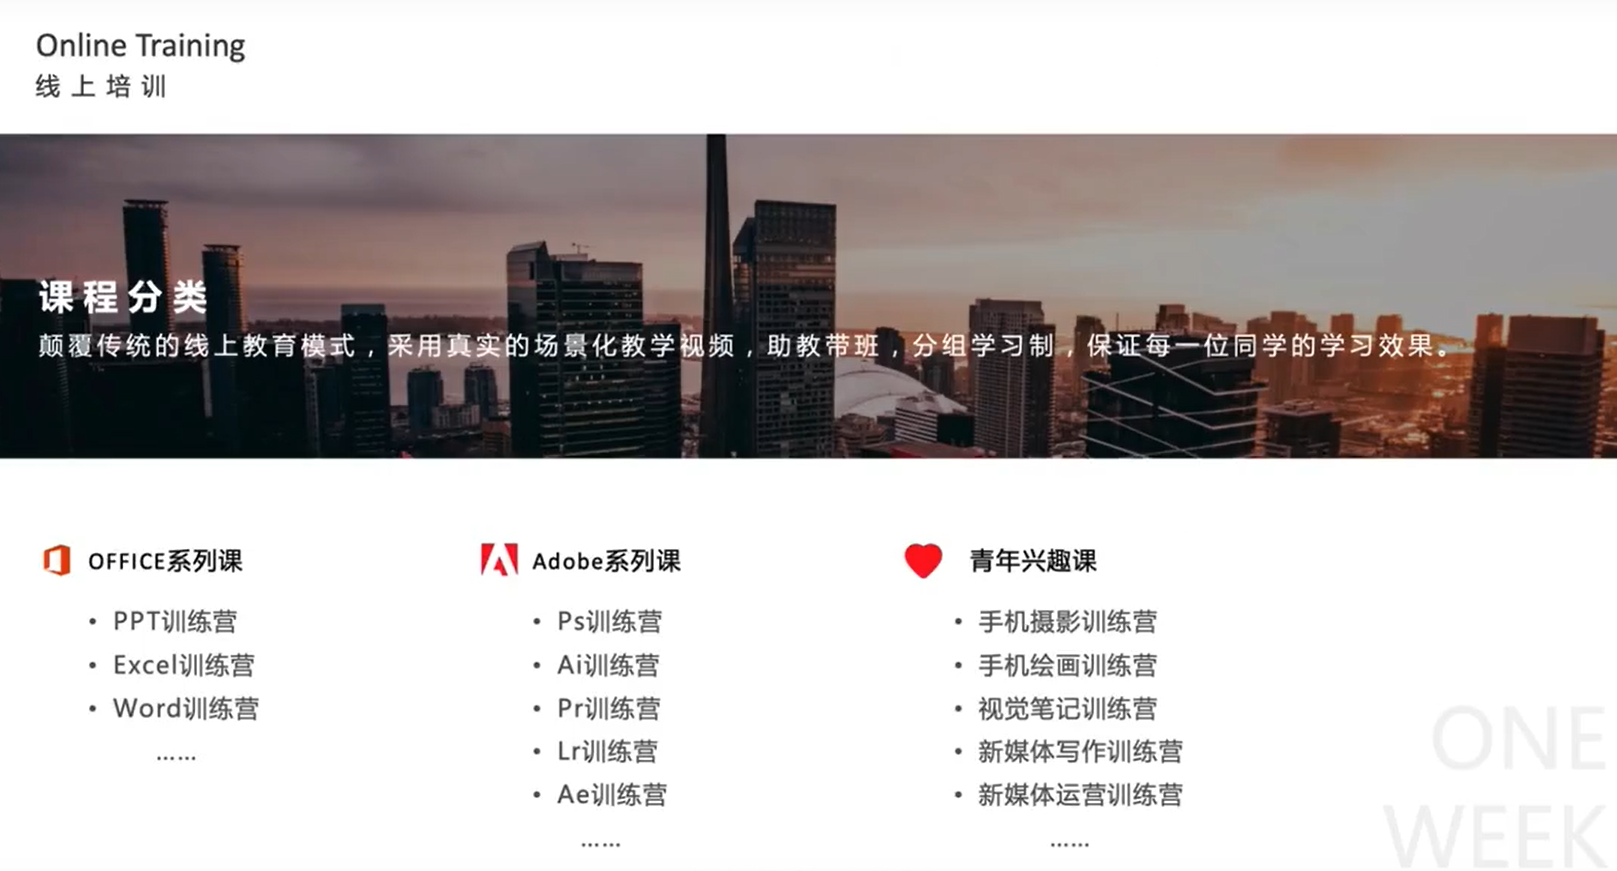 Online Training
线上培训
课程分类
颠覆传统的线上教育模式，采用真实的场景化教学视频，助教带班，分组学习制，保证每一位同学的学习效果。
OFFICE系列课
• PPT训练营
• Excel训练营
• Word训练营
……
Adobe系列课
• Ps训练营
• Ai训练营
• Pr训练营
• Lr训练营
• Ae训练营
……
青年兴趣课
• 手机摄影训练营
• 手机绘画训练营
• 视觉笔记训练营
• 新媒体写作训练营
• 新媒体运营训练营
……
ONE
WEEK